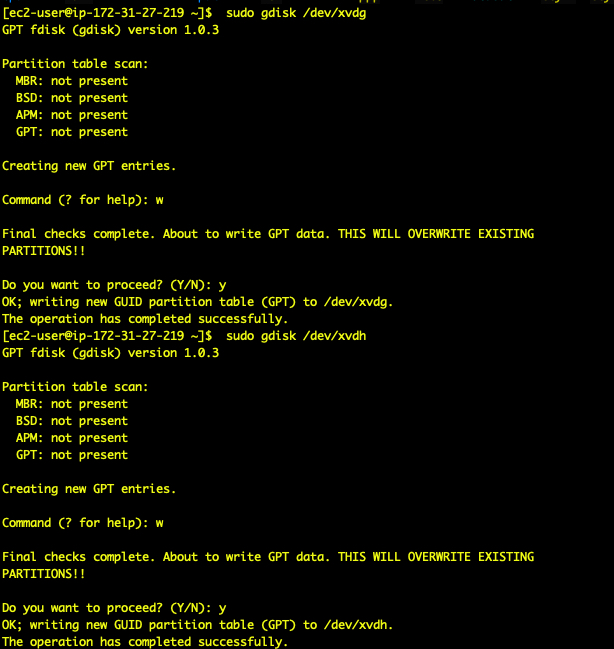 [ec2-user@ip-172-31-27-219 ~]$  sudo gdisk /dev/xvdg
GPT fdisk (gdisk) version 1.0.3

Partition table scan:
  MBR: not present
  BSD: not present
  APM: not present
  GPT: not present

Creating new GPT entries.

Command (? for help): w

Final checks complete. About to write GPT data. THIS WILL OVERWRITE EXISTING
PARTITIONS!!

Do you want to proceed? (Y/N): y
OK; writing new GUID partition table (GPT) to /dev/xvdg.
The operation has completed successfully.
[ec2-user@ip-172-31-27-219 ~]$  sudo gdisk /dev/xvdh
GPT fdisk (gdisk) version 1.0.3

Partition table scan:
  MBR: not present
  BSD: not present
  APM: not present
  GPT: not present

Creating new GPT entries.

Command (? for help): w

Final checks complete. About to write GPT data. THIS WILL OVERWRITE EXISTING
PARTITIONS!!

Do you want to proceed? (Y/N): y
OK; writing new GUID partition table (GPT) to /dev/xvdh.
The operation has completed successfully.